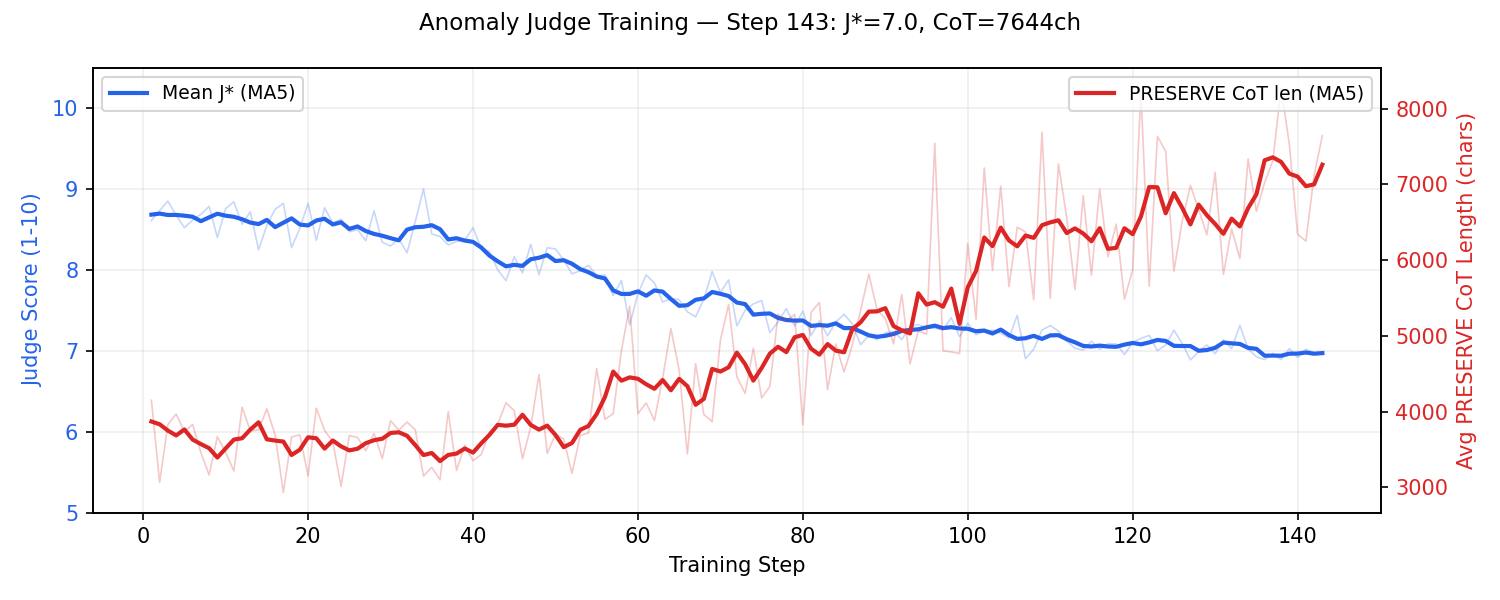 Anomaly Judge Training — Step 143: J*=7.0, CoT=7644ch
Mean J* (MA5)
PRESERVE CoT len (MA5)
Judge Score (1-10)
10
9
8
7
6
5
Avg PRESERVE CoT Length (chars)
8000
7000
6000
5000
4000
3000
0 20 40 60 80 100 120 140
Training Step